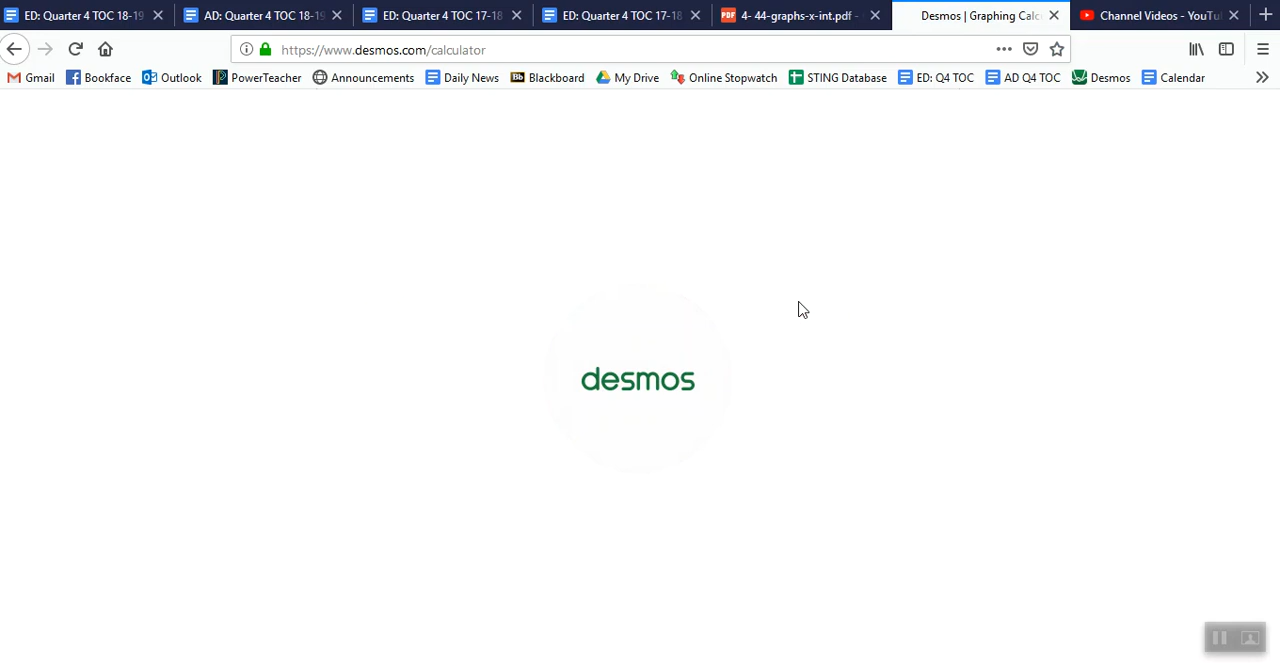 ED: Quarter 4 TOC 18-19
AD: Quarter 4 TOC 18-19
ED: Quarter 4 TOC 17-18
ED: Quarter 4 TOC 17-18
PDF 4- 44-graphs-x-int.pdf -
Desmos | Graphing Calc
Channel Videos - YouTu
https://www.desmos.com/calculator
Gmail Bookface Outlook PowerTeacher Announcements Daily News Bb Blackboard My Drive Online Stopwatch STING Database ED: Q4 TOC AD Q4 TOC Desmos Calendar
desmos